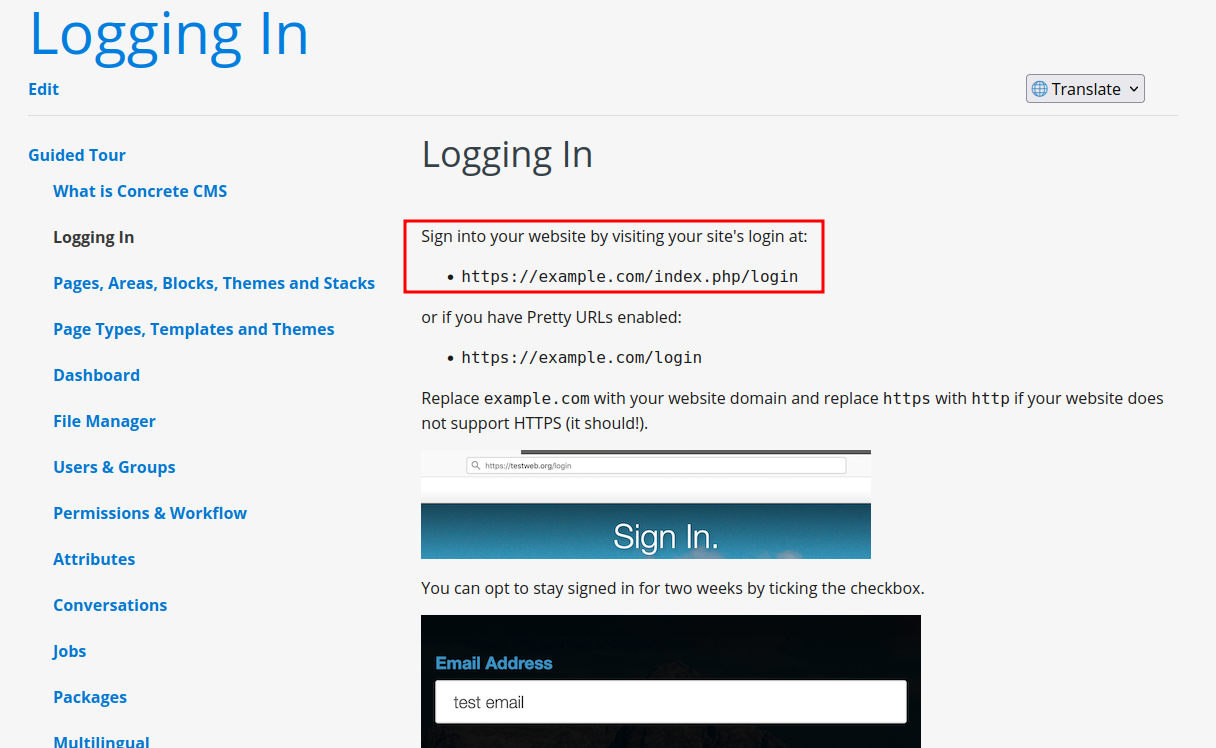 Logging In
Edit
Translate
Guided Tour
What is Concrete CMS
Logging In
Pages, Areas, Blocks, Themes and Stacks
Page Types, Templates and Themes
Dashboard
File Manager
Users & Groups
Permissions & Workflow
Attributes
Conversations
Jobs
Packages
Multilingual
Logging In
Sign into your website by visiting your site's login at:
• https://example.com/index.php/login
or if you have Pretty URLs enabled:
• https://example.com/login
Replace example.com with your website domain and replace https with http if your website does
not support HTTPS (it should!).
https://testweb.org/login
Sign In.
You can opt to stay signed in for two weeks by ticking the checkbox.
Email Address
test email